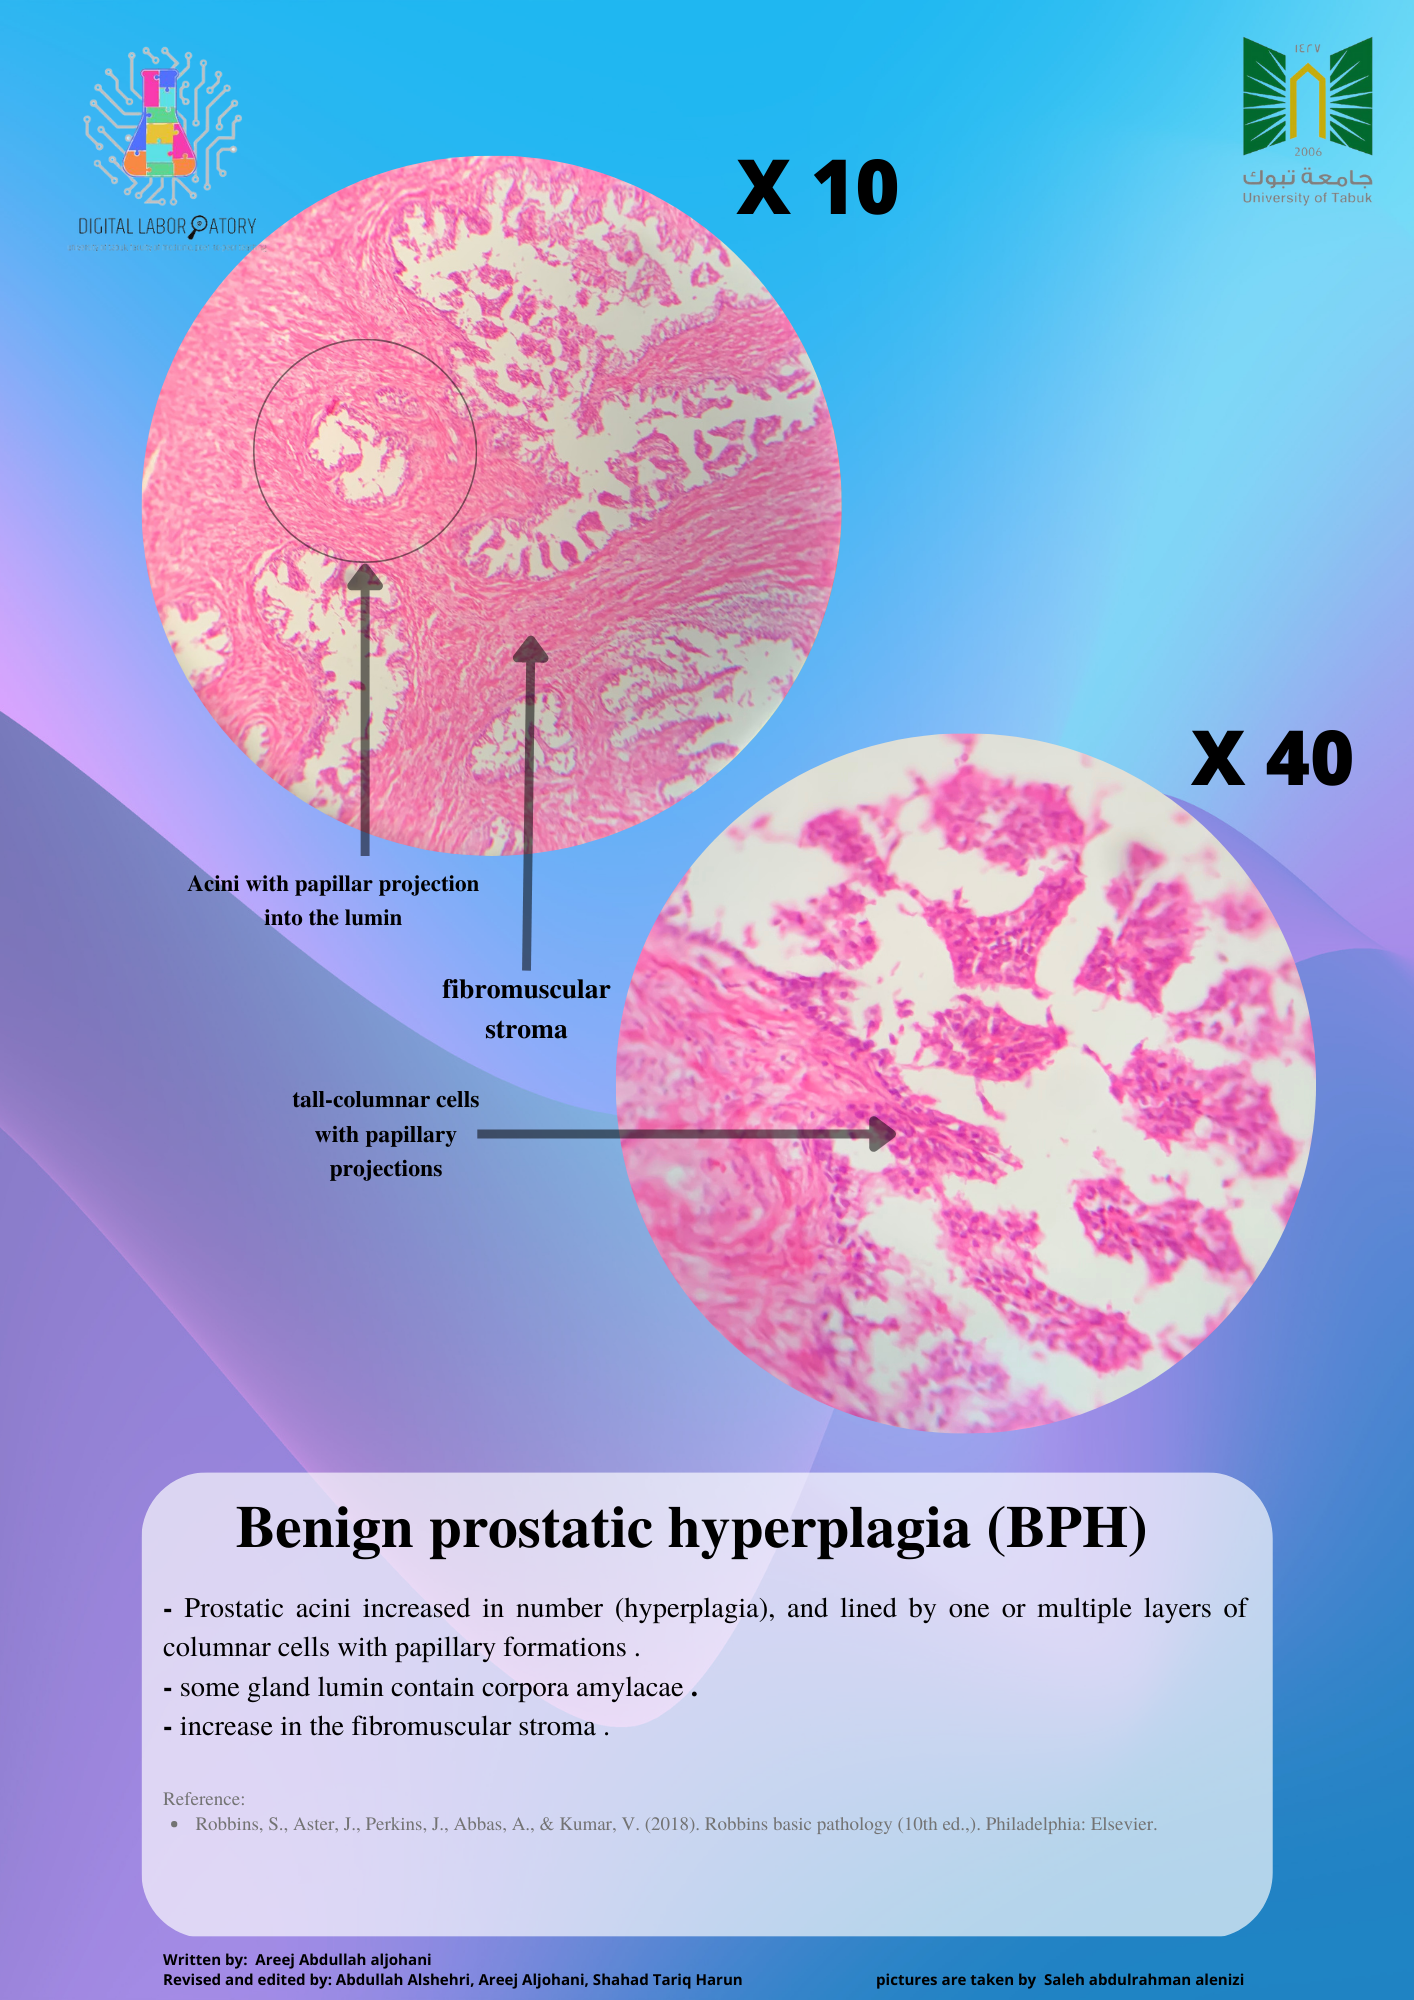 DIGITAL LABORATORY
١٤٢٧
2006
جامعة تبوك
University of Tabuk
X 10
X 40
Acini with papillar projection
into the lumin
fibromuscular
stroma
tall-columnar cells
with papillary
projections
Benign prostatic hyperplagia (BPH)
- Prostatic acini increased in number (hyperplagia), and lined by one or multiple layers of
columnar cells with papillary formations .
- some gland lumin contain corpora amylacae .
- increase in the fibromuscular stroma .
Reference:
• Robbins, S., Aster, J., Perkins, J., Abbas, A., & Kumar, V. (2018). Robbins basic pathology (10th ed.,). Philadelphia: Elsevier.
Written by: Areej Abdullah aljohani
Revised and edited by: Abdullah Alshehri, Areej Aljohani, Shahad Tariq Harun
pictures are taken by Saleh abdulrahman alenizi